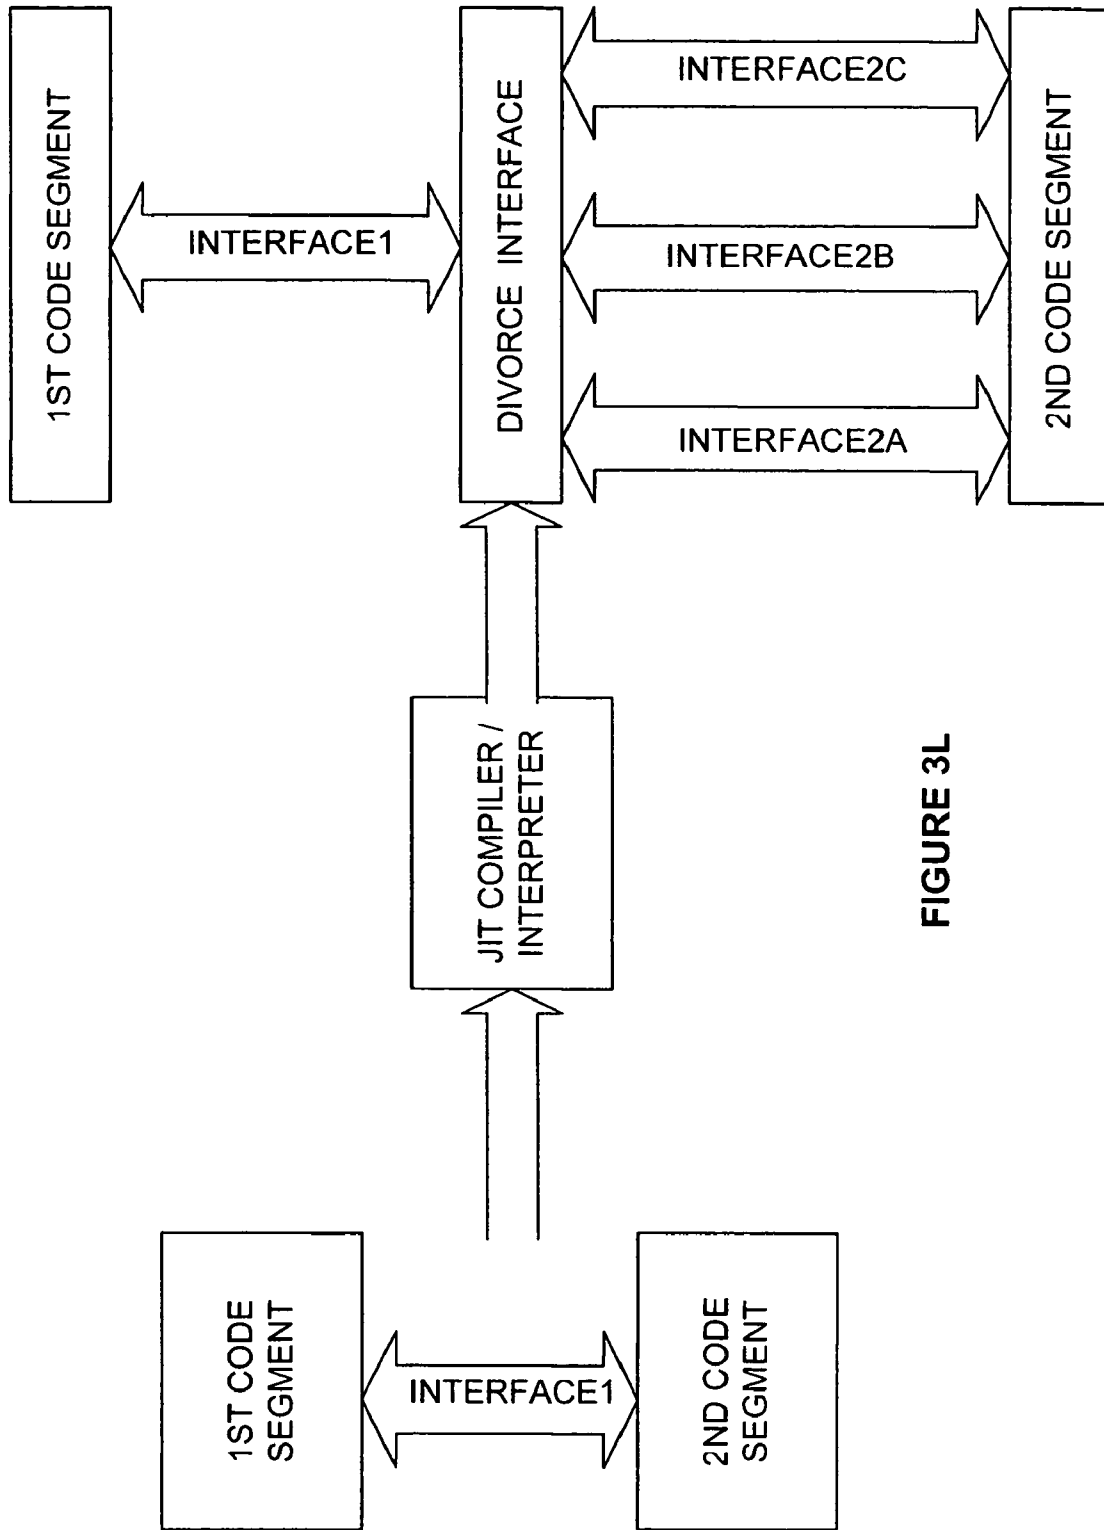 1ST CODE
SEGMENT
INTERFACE1
2ND CODE
SEGMENT
JIT COMPILER /
INTERPRETER
1ST CODE SEGMENT
INTERFACE1
DIVORCE INTERFACE
INTERFACE2A
INTERFACE2B
INTERFACE2C
2ND CODE SEGMENT
FIGURE 3L